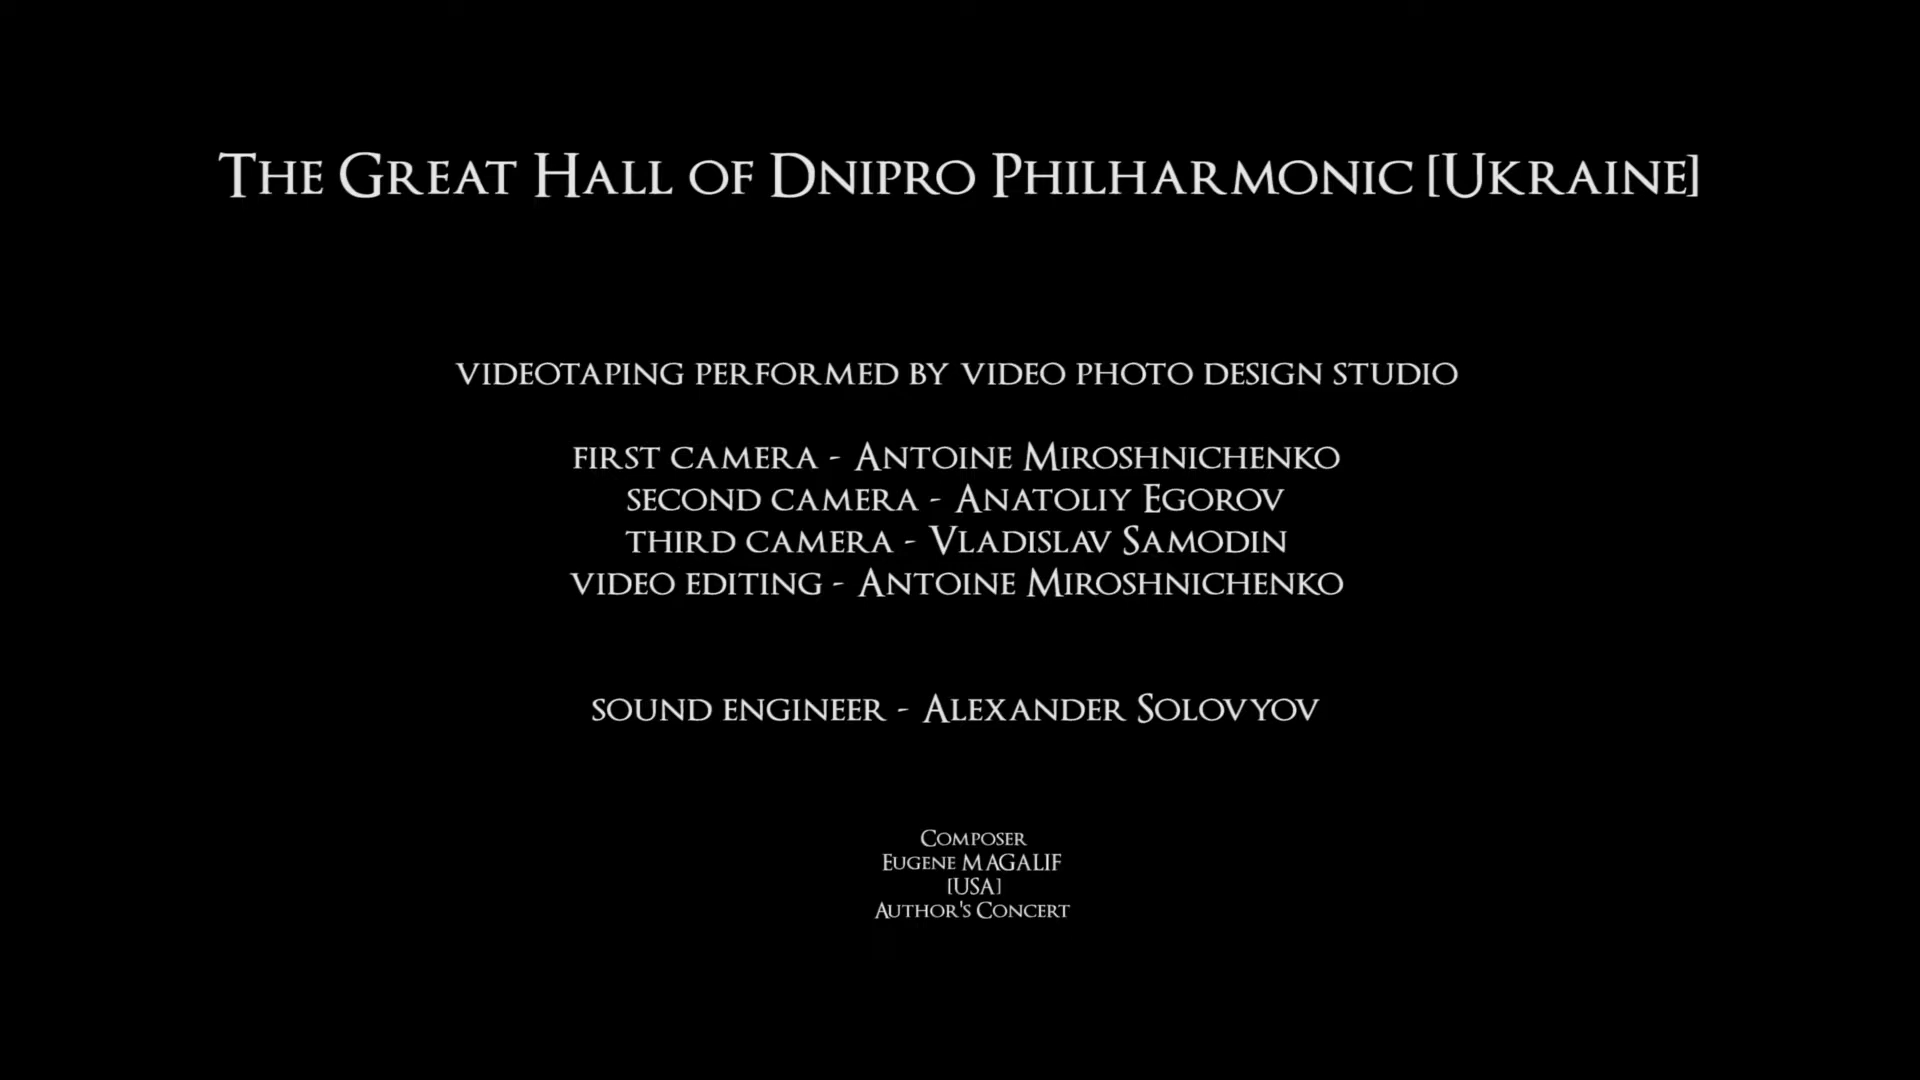 The Great Hall of Dnipro Philharmonic [Ukraine]
videotaping performed by video photo design studio
first camera - Antoine Miroshnichenko
second camera - Anatoliy Egorov
third camera - Vladislav Samodin
video editing - Antoine Miroshnichenko
sound engineer - Alexander Solovyov
Composer
Eugene MAGALIF
[USA]
Author's Concert